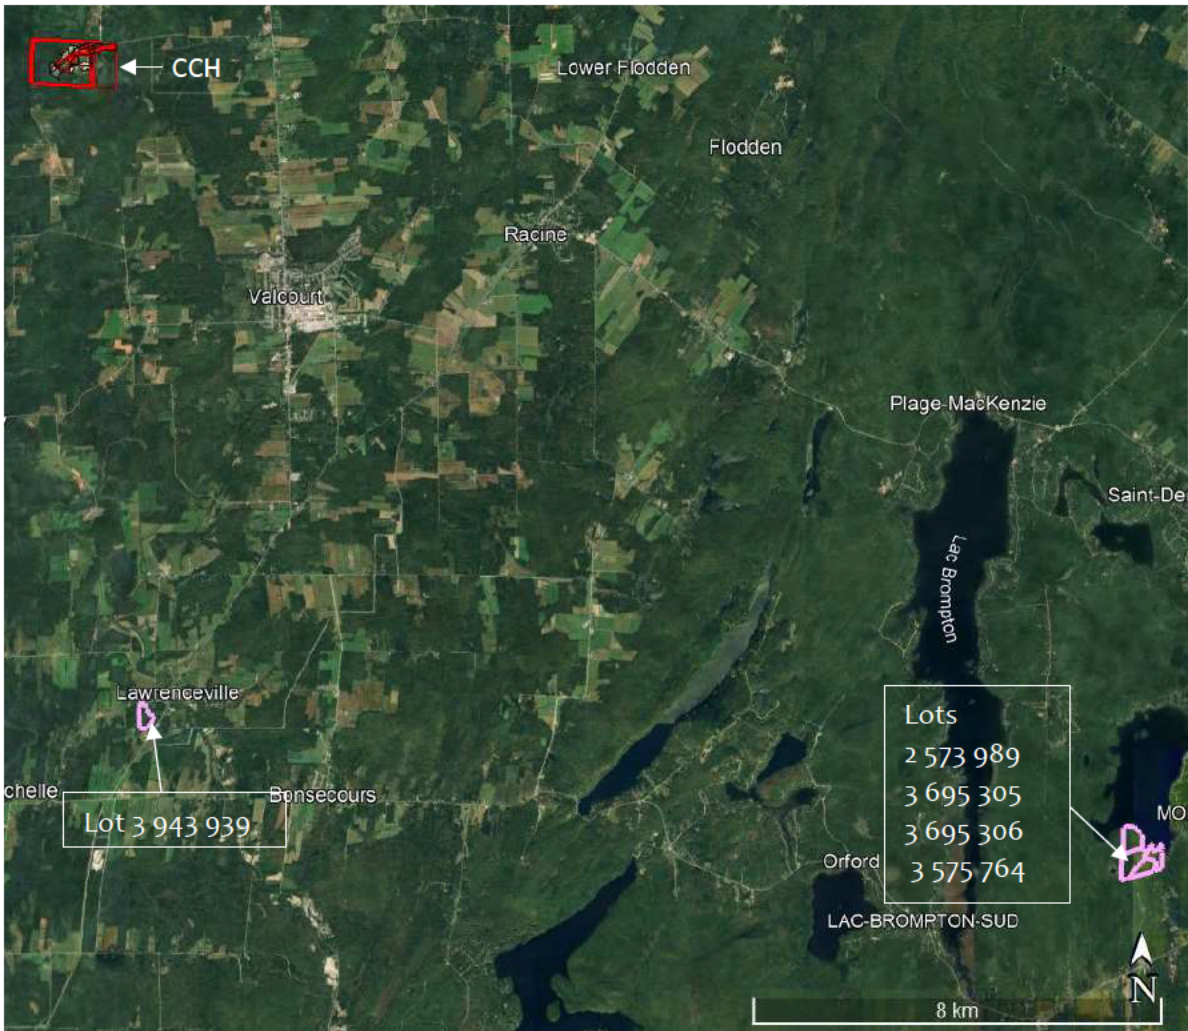 CCH
Lower Flodden
Flodden
Racine
Valcourt
Plage-MacKenzie
Saint-De
Lac Brompton
Lawrenceville
Lots
2 573 989
3 695 305
3 695 306
3 575 764
chelle
Bonsecours
MO
Lot 3 943 939
Orford
LAC-BROMPTON-SUD
N
8 km